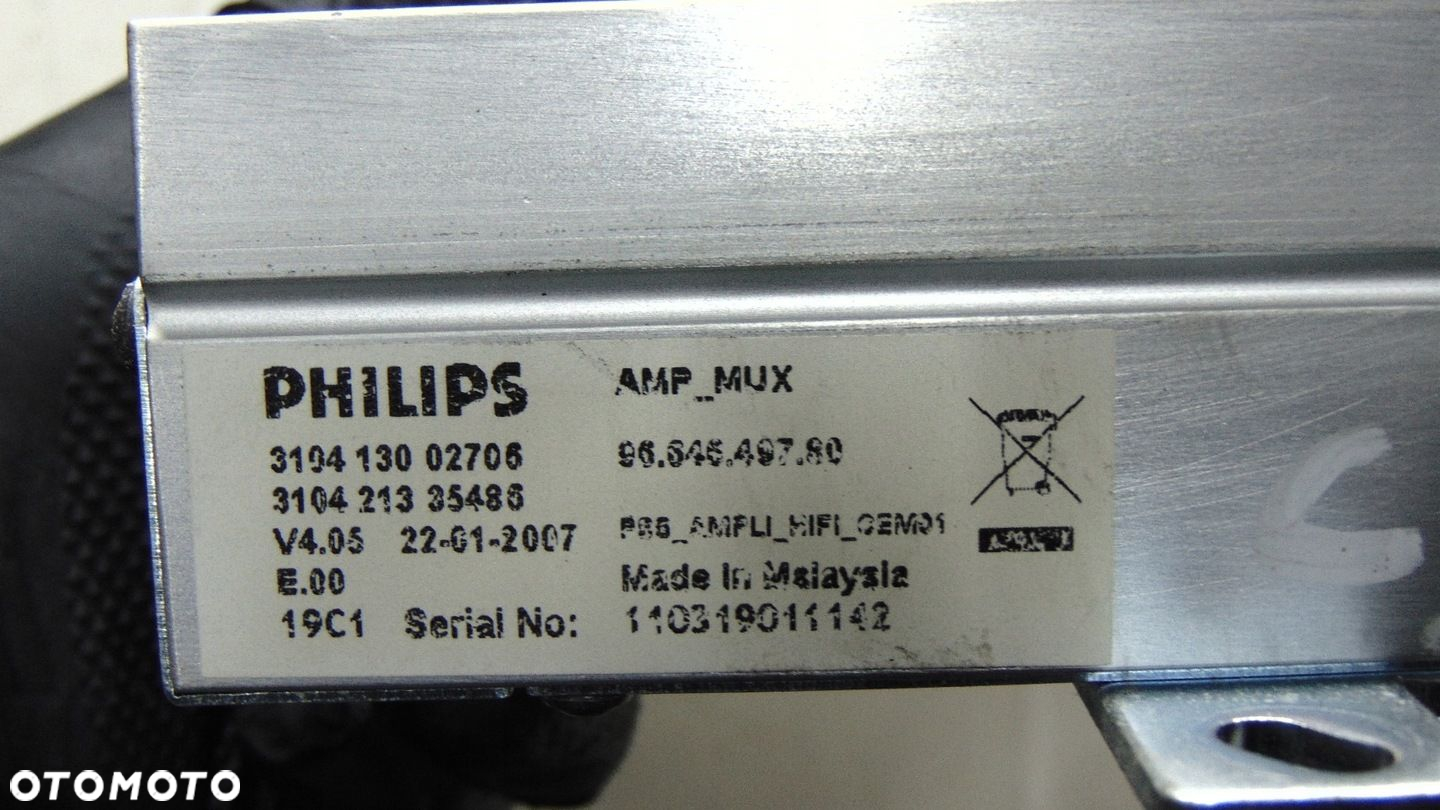 PHILIPS
3104 130 02706
3104 213 35486
V4.05 22-01-2007
E.00
19C1 Serial No: 110319011142
AMP_MUX
96.646.497.80
PSS_AMPLI_HIFI_OEM01
Made In Malaysia
OTOMOTO